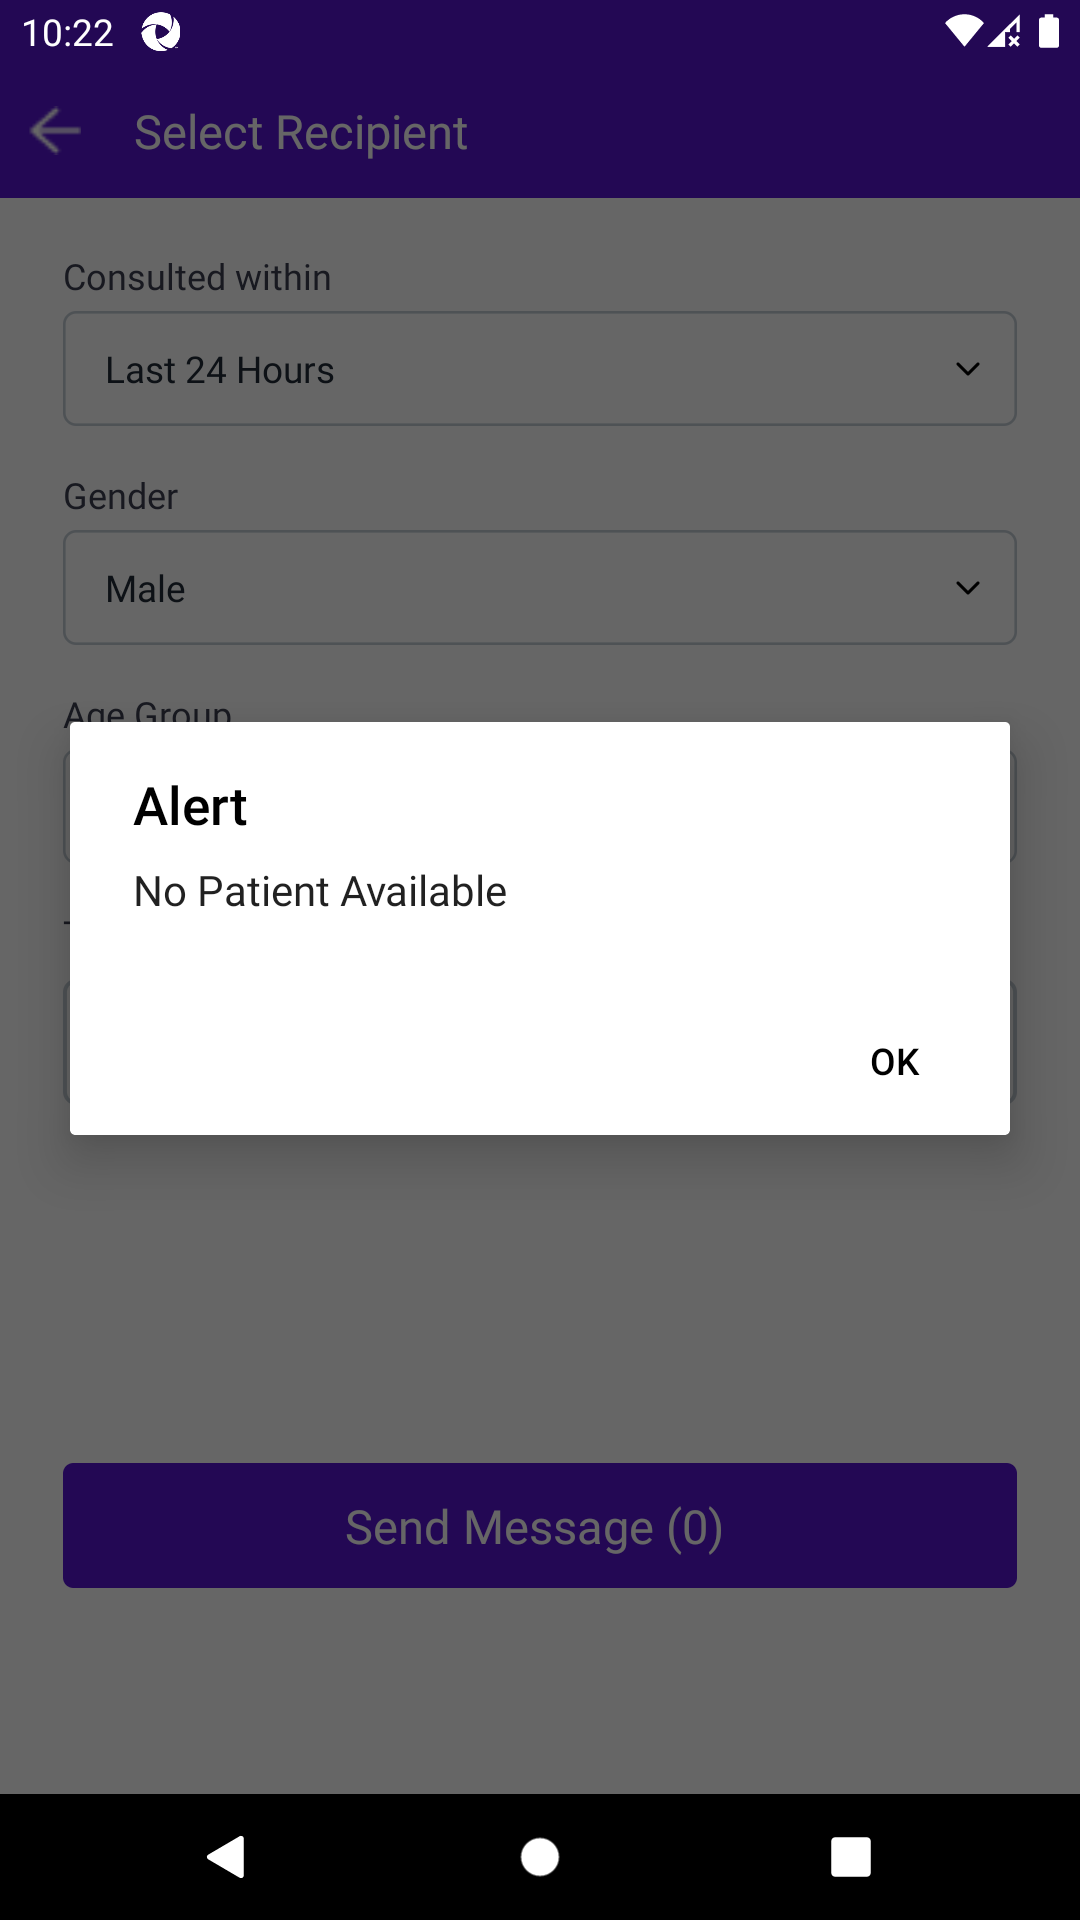 10:22
Select Recipient
Consulted within
Last 24 Hours
Gender
Male
Age Group
Alert
No Patient Available
OK
Send Message (0)